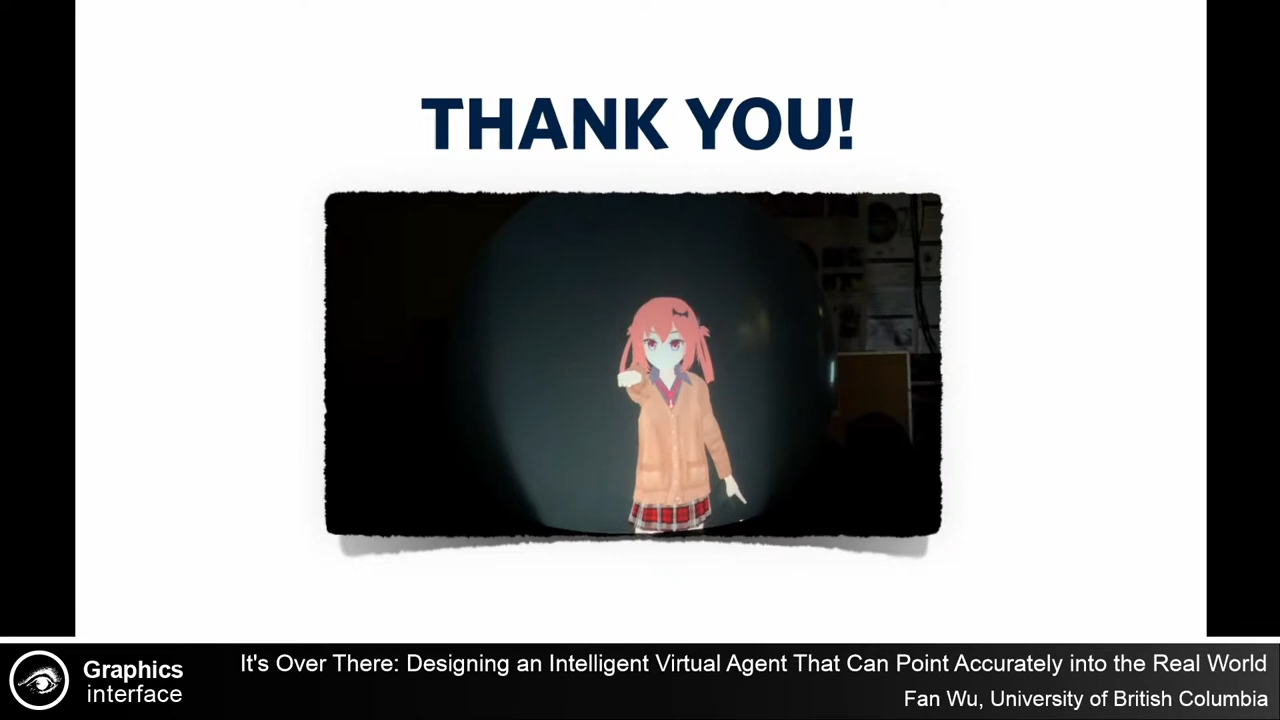 THANK YOU!
Graphics
interface
It's Over There: Designing an Intelligent Virtual Agent That Can Point Accurately into the Real World
Fan Wu, University of British Columbia